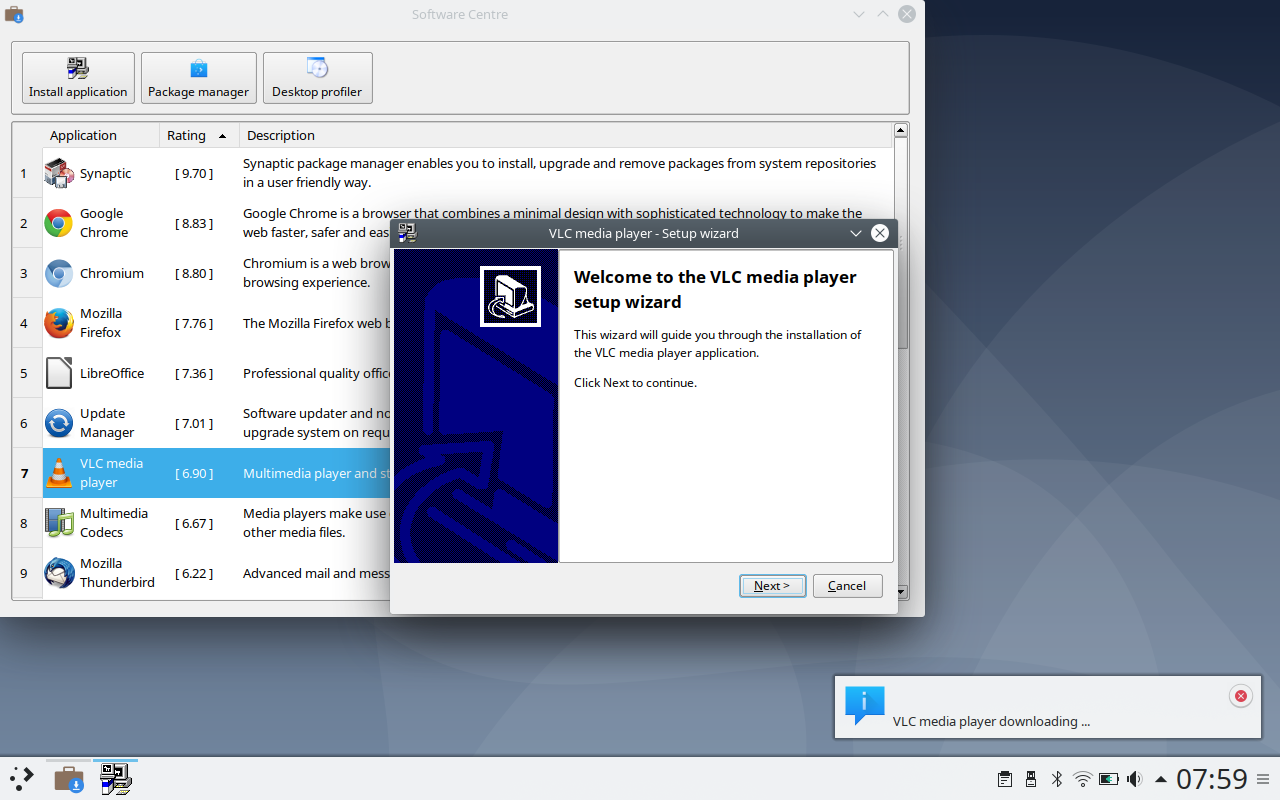 Software Centre
Install application
Package manager
Desktop profiler
Application
Rating
Description
1
Synaptic
[ 9.70 ]
Synaptic package manager enables you to install, upgrade and remove packages from system repositories
in a user friendly way.
2
Google
Chrome
[ 8.83 ]
Google Chrome is a browser that combines a minimal design with sophisticated technology to make the
web faster, safer and eas
3
Chromium
[ 8.80 ]
Chromium is a web brow
browsing experience.
4
Mozilla
Firefox
[ 7.76 ]
The Mozilla Firefox web b
5
LibreOffice
[ 7.36 ]
Professional quality office
6
Update
Manager
[ 7.01 ]
Software updater and no
upgrade system on requ
7
VLC media
player
[ 6.90 ]
Multimedia player and st
8
Multimedia
Codecs
[ 6.67 ]
Media players make use
other media files.
9
Mozilla
Thunderbird
[ 6.22 ]
Advanced mail and mess
VLC media player - Setup wizard
Welcome to the VLC media player
setup wizard
This wizard will guide you through the installation of
the VLC media player application.
Click Next to continue.
Next >
Cancel
VLC media player downloading ...
07:59